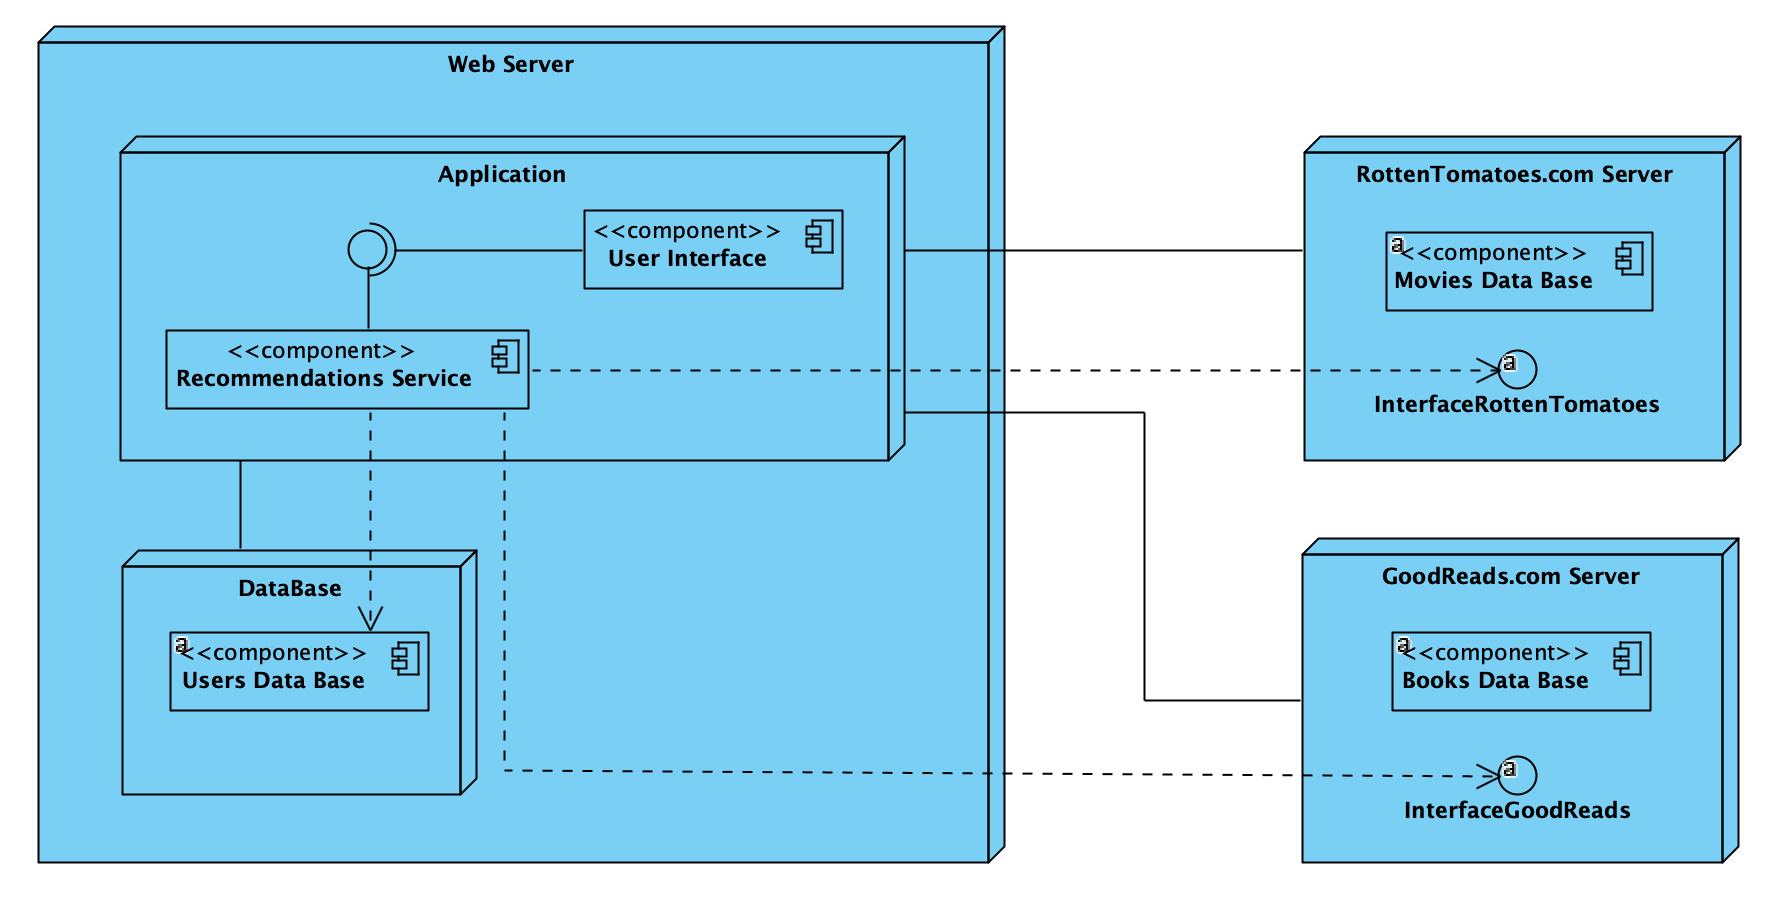 Web Server
Application
<<component>>
User Interface
<<component>>
Recommendations Service
DataBase
a
<<component>>
Users Data Base
RottenTomatoes.com Server
a
<<component>>
Movies Data Base
a
InterfaceRottenTomatoes
GoodReads.com Server
a
<<component>>
Books Data Base
a
InterfaceGoodReads